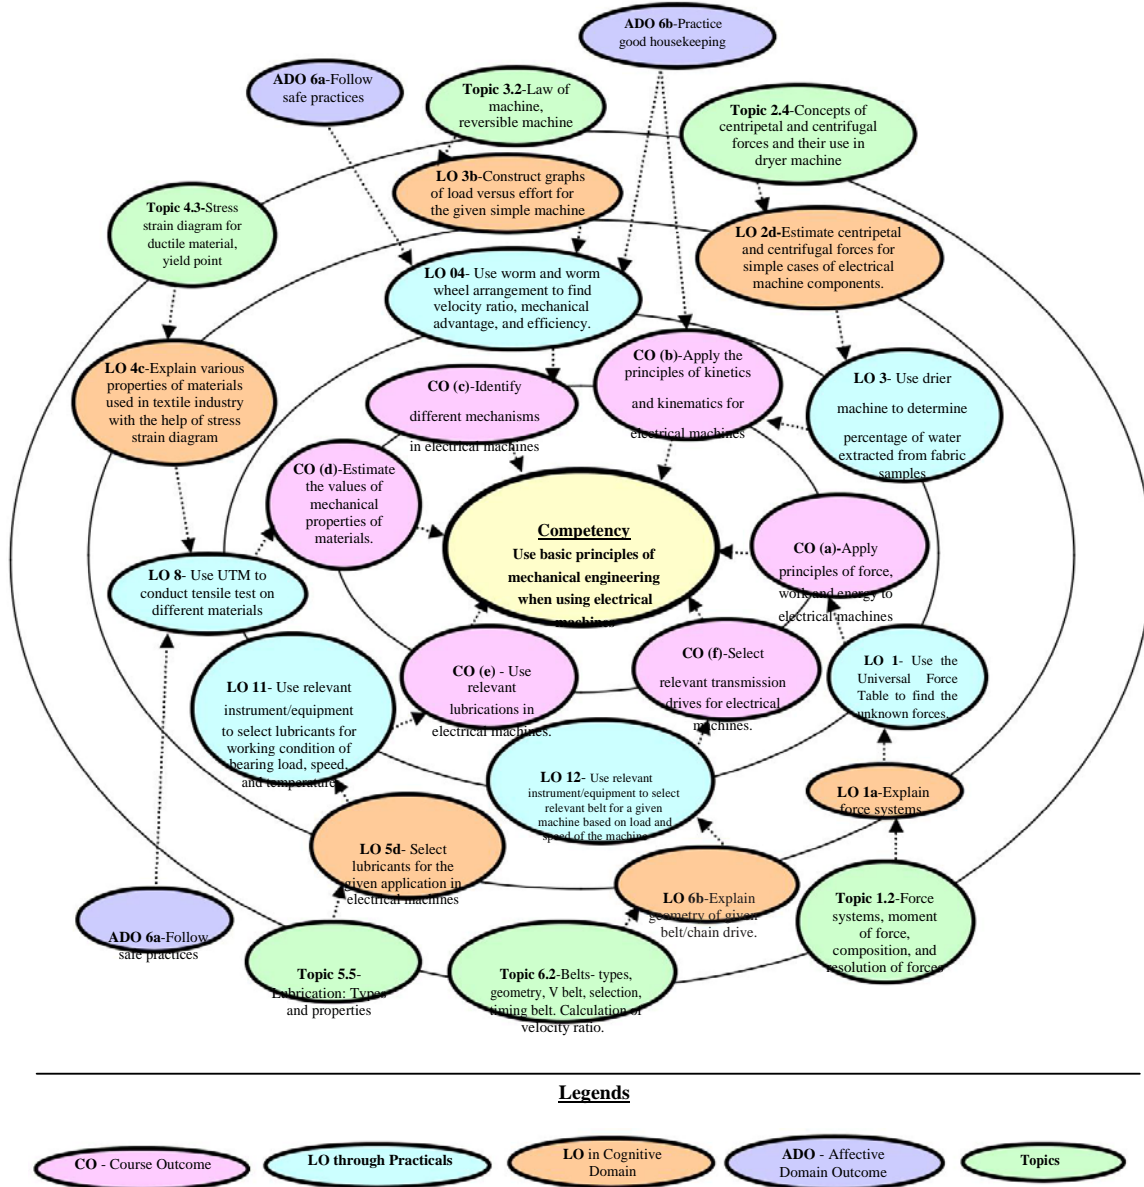 ADO 6b-Practice
good housekeeping
ADO 6a-Follow
safe practices
Topic 3.2-Law of
machine,
reversible machine
Topic 2.4-Concepts of
centripetal and centrifugal
forces and their use in
dryer machine
LO 3b-Construct graphs
of load versus effort for
the given simple machine
Topic 4.3-Stress
strain diagram for
ductile material,
yield point
LO 2d-Estimate centripetal
and centrifugal forces for
simple cases of electrical
machine components.
LO 04- Use worm and worm
wheel arrangement to find
velocity ratio, mechanical
advantage, and efficiency.
LO 4c-Explain various
properties of materials
used in textile industry
with the help of stress
strain diagram
CO (c)-Identify
different mechanisms
in electrical machines
CO (b)-Apply the
principles of kinetics
and kinematics for
electrical machines
LO 3- Use drier
machine to determine
percentage of water
extracted from fabric
samples
CO (d)-Estimate
the values of
mechanical
properties of
materials.
Competency
Use basic principles of
mechanical engineering
when using electrical
machines
CO (a)-Apply
principles of force,
work and energy to
electrical machines
LO 8- Use UTM to
conduct tensile test on
different materials
CO (e) - Use
relevant
lubrications in
electrical machines.
CO (f)-Select
relevant transmission
drives for electrical
machines.
LO 1- Use the
Universal Force
Table to find the
unknown forces.
LO 11- Use relevant
instrument/equipment
to select lubricants for
working condition of
bearing load, speed,
and temperature
LO 12- Use relevant
instrument/equipment to select
relevant belt for a given
machine based on load and
speed of the machine
LO 1a-Explain
force systems
LO 5d- Select
lubricants for the
given application in
electrical machines
LO 6b-Explain
geometry of given
belt/chain drive.
Topic 1.2-Force
systems, moment
of force,
composition, and
resolution of forces
ADO 6a-Follow
safe practices
Topic 5.5-
Lubrication: Types
and properties
Topic 6.2-Belts- types,
geometry, V belt, selection,
timing belt. Calculation of
velocity ratio.
Legends
CO - Course Outcome
LO through Practicals
LO in Cognitive
Domain
ADO - Affective
Domain Outcome
Topics